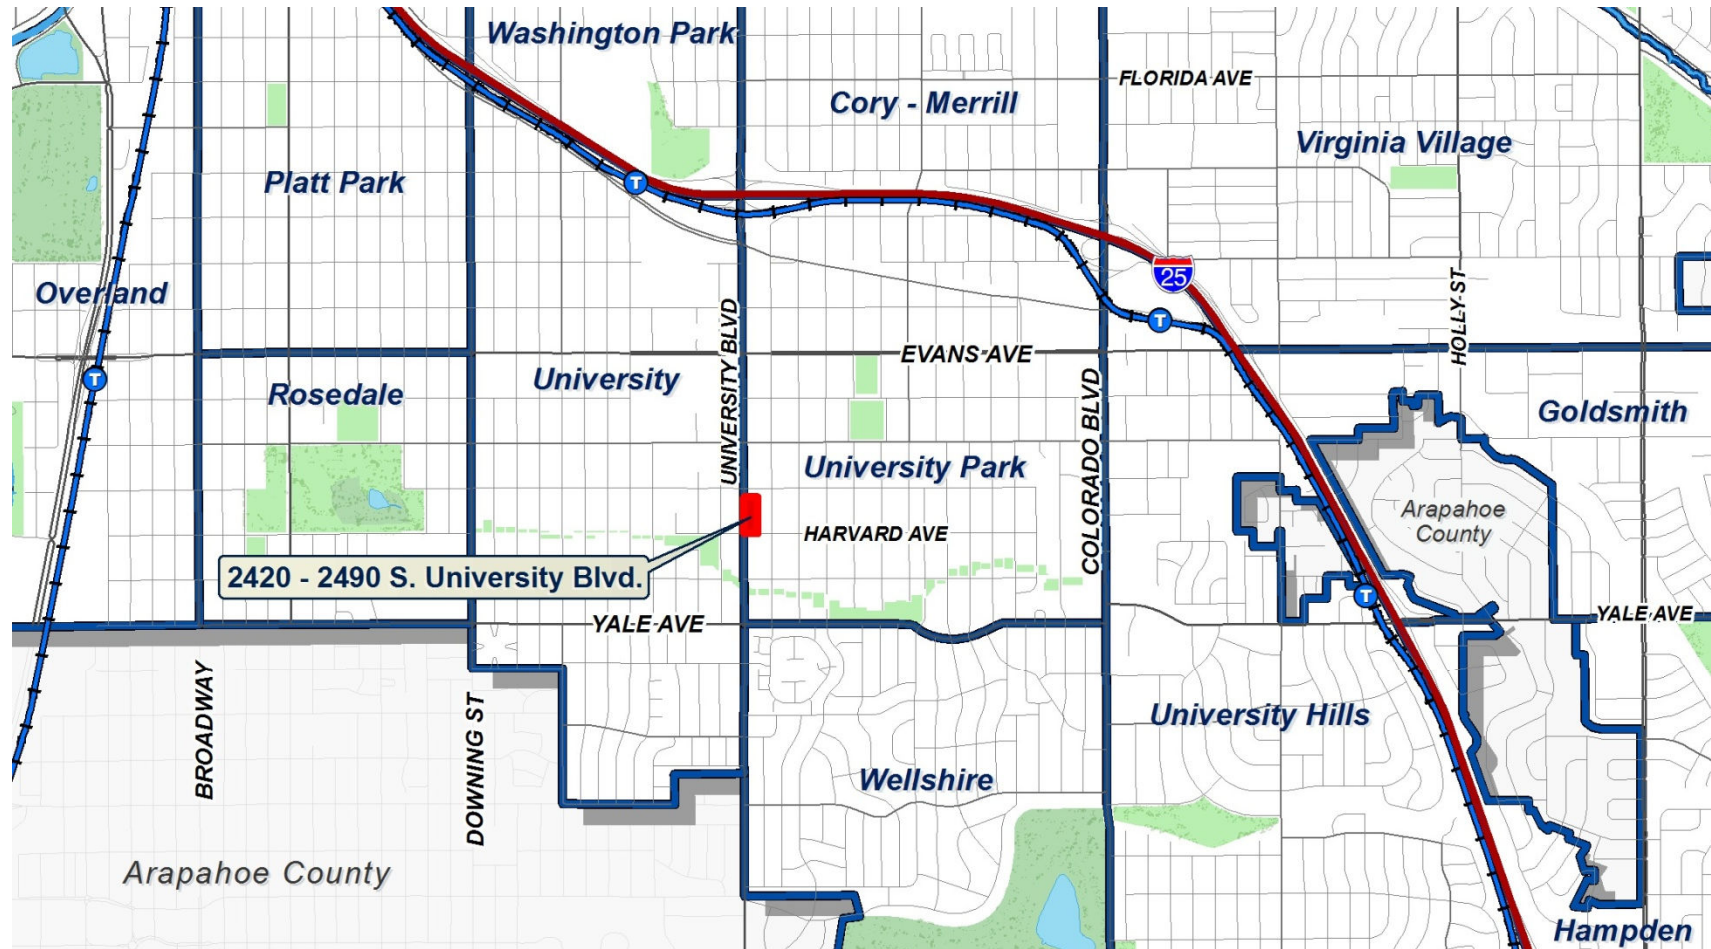 Washington Park
FLORIDA AVE
Cory - Merrill
Virginia Village
Platt Park
T
25
Overland
HOLLY ST
T
UNIVERSITY BLVD
EVANS AVE
T
University
Rosedale
COLORADO BLVD
Goldsmith
University Park
Arapahoe
County
HARVARD AVE
2420 - 2490 S. University Blvd.
T
YALE AVE
YALE AVE
BROADWAY
DOWNING ST
University Hills
Wellshire
Arapahoe County
Hampden